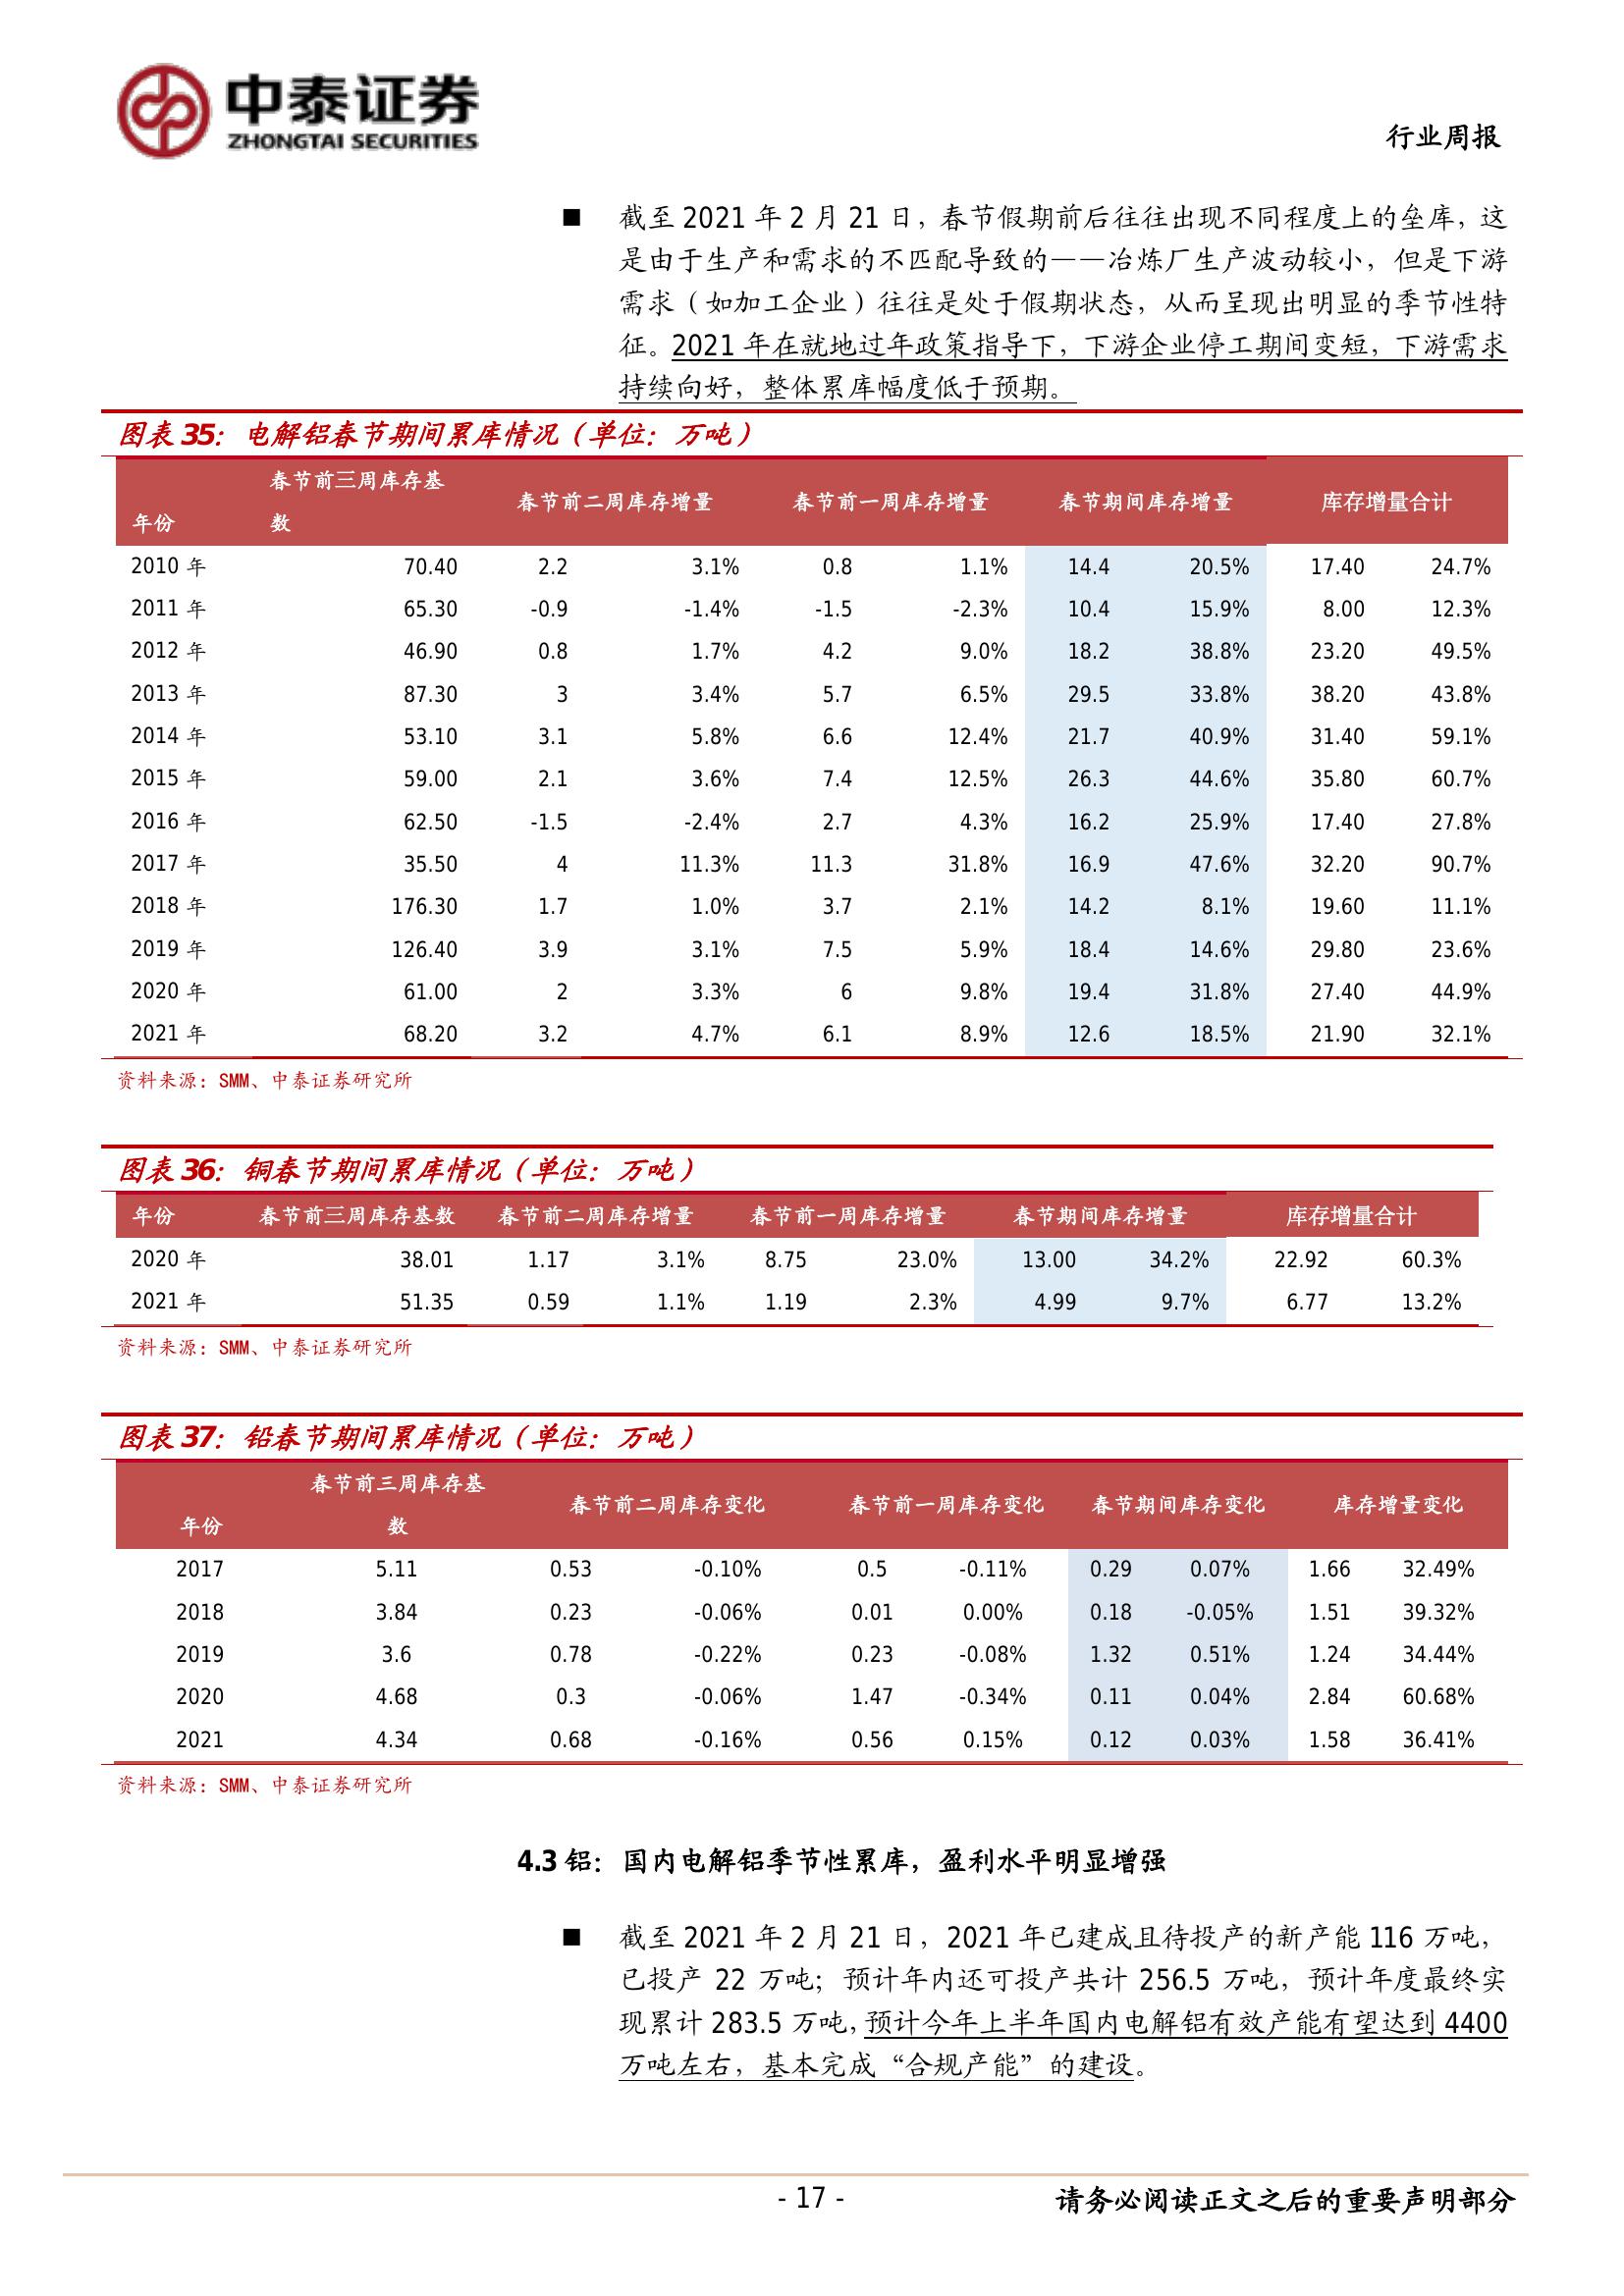 中泰证券
ZHONGTAI SECURITIES
行业周报
■ 截至 2021 年 2 月 21 日，春节假期前后往往出现不同程度上的垒库，这
是由于生产和需求的不匹配导致的——冶炼厂生产波动较小，但是下游
需求（如加工企业）往往是处于假期状态，从而呈现出明显的季节性特
征。2021 年在就地过年政策指导下，下游企业停工期间变短，下游需求
持续向好，整体累库幅度低于预期。
图表 35：电解铝春节期间累库情况（单位：万吨）
年份 春节前三周库存基数 春节前二周库存增量 春节前一周库存增量 春节期间库存增量 库存增量合计
2010 年 70.40 2.2 3.1% 0.8 1.1% 14.4 20.5% 17.40 24.7%
2011 年 65.30 -0.9 -1.4% -1.5 -2.3% 10.4 15.9% 8.00 12.3%
2012 年 46.90 0.8 1.7% 4.2 9.0% 18.2 38.8% 23.20 49.5%
2013 年 87.30 3 3.4% 5.7 6.5% 29.5 33.8% 38.20 43.8%
2014 年 53.10 3.1 5.8% 6.6 12.4% 21.7 40.9% 31.40 59.1%
2015 年 59.00 2.1 3.6% 7.4 12.5% 26.3 44.6% 35.80 60.7%
2016 年 62.50 -1.5 -2.4% 2.7 4.3% 16.2 25.9% 17.40 27.8%
2017 年 35.50 4 11.3% 11.3 31.8% 16.9 47.6% 32.20 90.7%
2018 年 176.30 1.7 1.0% 3.7 2.1% 14.2 8.1% 19.60 11.1%
2019 年 126.40 3.9 3.1% 7.5 5.9% 18.4 14.6% 29.80 23.6%
2020 年 61.00 2 3.3% 6 9.8% 19.4 31.8% 27.40 44.9%
2021 年 68.20 3.2 4.7% 6.1 8.9% 12.6 18.5% 21.90 32.1%
资料来源：SMM、中泰证券研究所
图表 36：铜春节期间累库情况（单位：万吨）
年份 春节前三周库存基数 春节前二周库存增量 春节前一周库存增量 春节期间库存增量 库存增量合计
2020 年 38.01 1.17 3.1% 8.75 23.0% 13.00 34.2% 22.92 60.3%
2021 年 51.35 0.59 1.1% 1.19 2.3% 4.99 9.7% 6.77 13.2%
资料来源：SMM、中泰证券研究所
图表 37：铅春节期间累库情况（单位：万吨）
年份 春节前三周库存基数 春节前二周库存变化 春节前一周库存变化 春节期间库存变化 库存增量变化
2017 5.11 0.53 -0.10% 0.5 -0.11% 0.29 0.07% 1.66 32.49%
2018 3.84 0.23 -0.06% 0.01 0.00% 0.18 -0.05% 1.51 39.32%
2019 3.6 0.78 -0.22% 0.23 -0.08% 1.32 0.51% 1.24 34.44%
2020 4.68 0.3 -0.06% 1.47 -0.34% 0.11 0.04% 2.84 60.68%
2021 4.34 0.68 -0.16% 0.56 0.15% 0.12 0.03% 1.58 36.41%
资料来源：SMM、中泰证券研究所
4.3 铝：国内电解铝季节性累库，盈利水平明显增强
■ 截至 2021 年 2 月 21 日，2021 年已建成且待投产的新产能 116 万吨，
已投产 22 万吨；预计年内还可投产共计 256.5 万吨，预计年度最终实
现累计 283.5 万吨，预计今年上半年国内电解铝有效产能有望达到 4400
万吨左右，基本完成“合规产能”的建设。
- 17 -
请务必阅读正文之后的重要声明部分